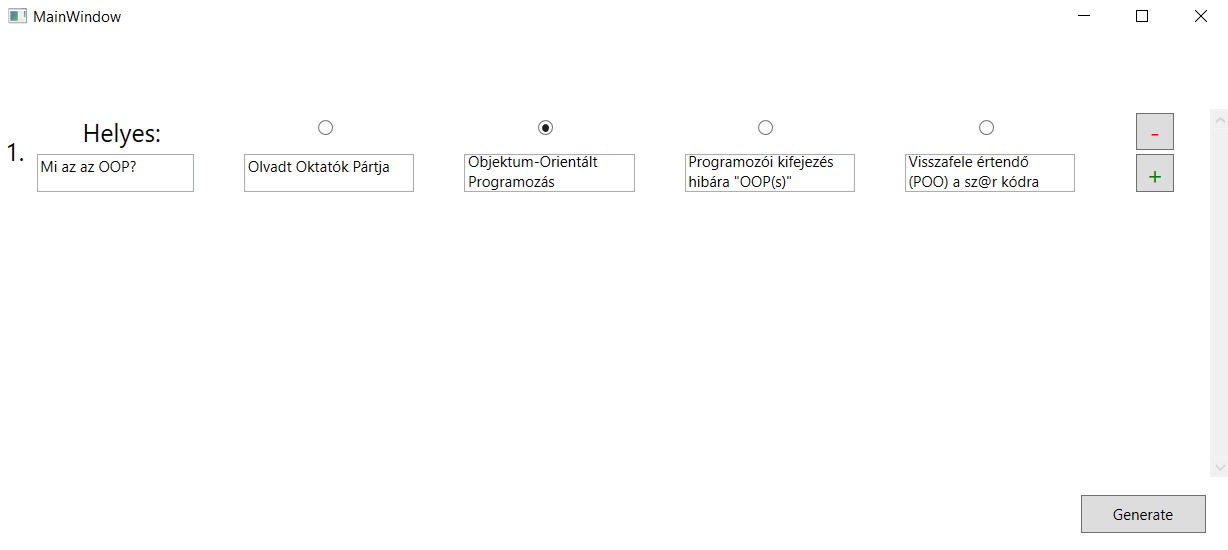 MainWindow
Helyes:
-
1.
Mi az az OOP?
Olvadt Oktatók Pártja
Objektum-Orientált
Programozás
Programozói kifejezés
hibára "OOP(s)"
Visszafele értendő
(POO) a sz@r kódra
+
Generate